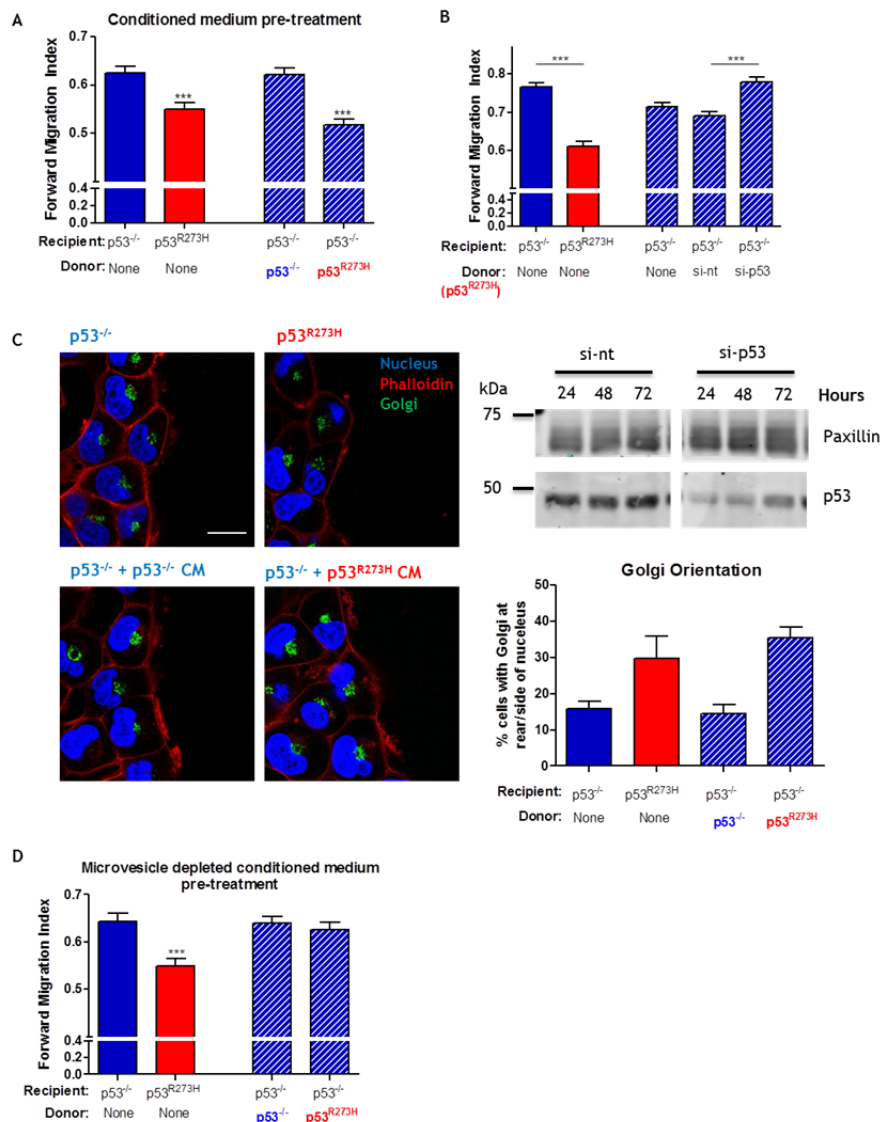 A
Conditioned medium pre-treatment
Forward Migration Index
0.7
0.6
0.5
0.4
0.2
0.0
***
***
Recipient: p53-/- p53R273H p53-/- p53-/-
Donor: None None p53-/- p53R273H
B
Forward Migration Index
0.8
0.7
0.6
0.4
0.2
0.0
***
***
Recipient: p53-/- p53R273H p53-/- p53-/- p53-/-
Donor: None None None si-nt si-p53
(p53R273H)
C
p53-/-
p53R273H
Nucleus
Phalloidin
Golgi
p53-/- + p53-/- CM
p53-/- + p53R273H CM
si-nt si-p53
kDa 24 48 72 24 48 72 Hours
75
Paxillin
50
p53
Golgi Orientation
% cells with Golgi at
rear/side of nuceleus
50
40
30
20
10
0
Recipient: p53-/- p53R273H p53-/- p53-/-
Donor: None None p53-/- p53R273H
D
Microvesicle depleted conditioned medium
pre-treatment
Forward Migration Index
0.7
0.6
0.5
0.4
0.2
0.0
***
Recipient: p53-/- p53R273H p53-/- p53-/-
Donor: None None p53-/- p53R273H